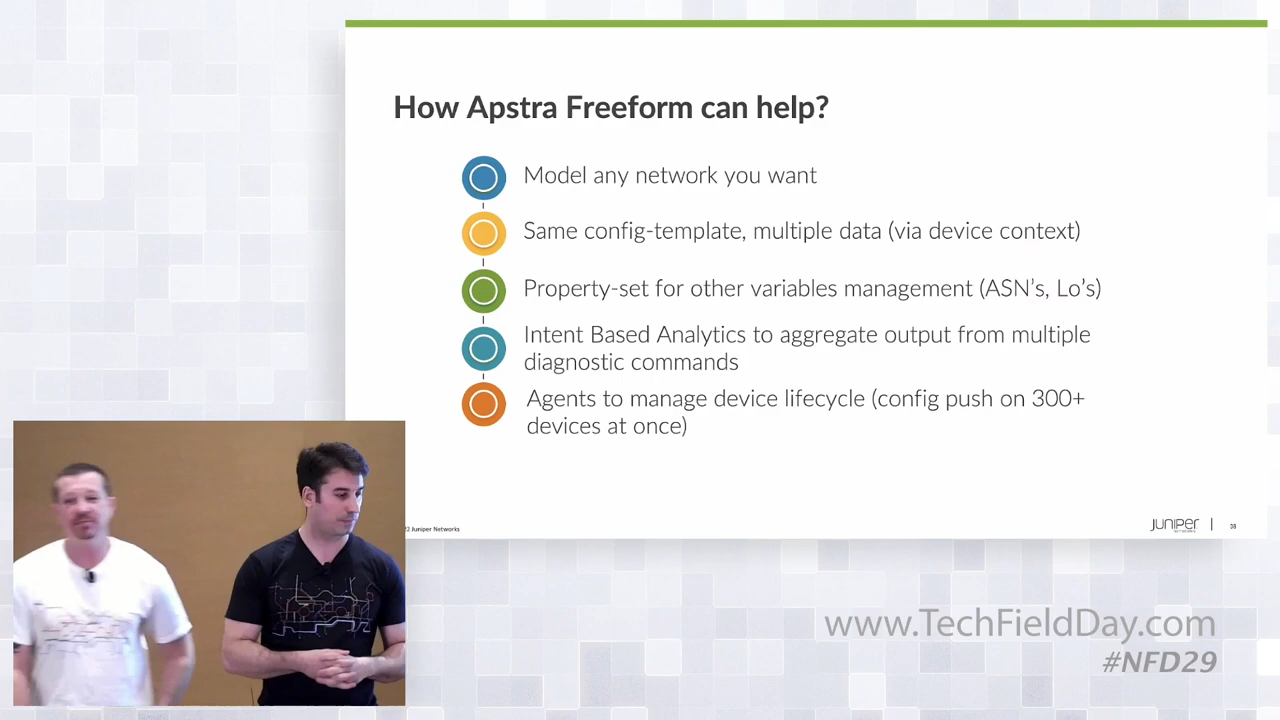 How Apstra Freeform can help?
Model any network you want
Same config-template, multiple data (via device context)
Property-set for other variables management (ASN's, Lo's)
Intent Based Analytics to aggregate output from multiple
diagnostic commands
Agents to manage device lifecycle (config push on 300+
devices at once)
2 Juniper Networks
JUNIPER
38
www.TechFieldDay.com
#NFD29